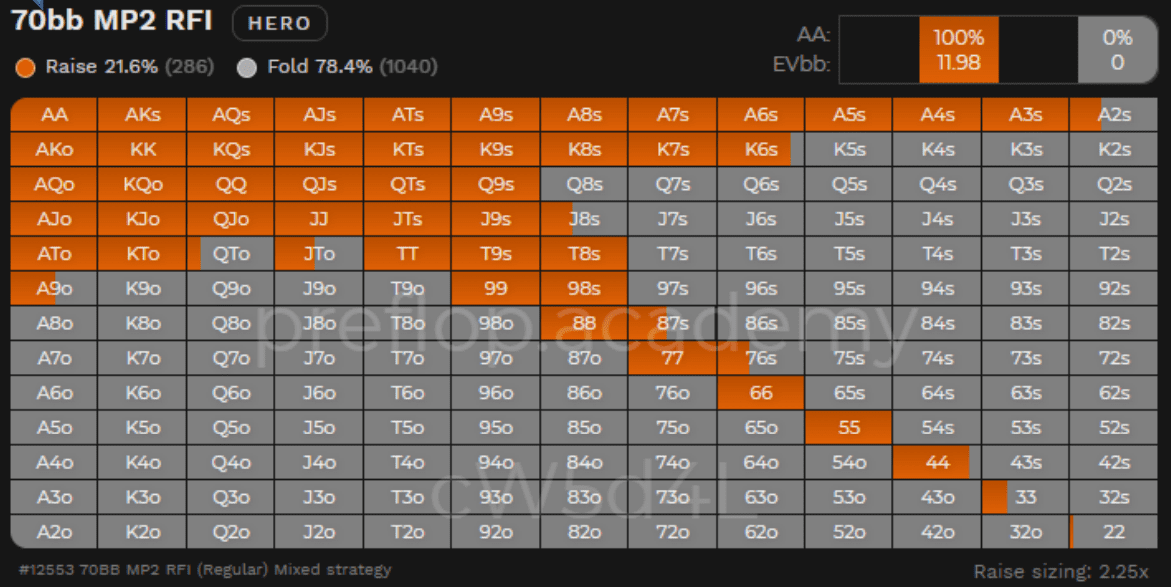 70bb MP2 RFI HERO
Raise 21.6% (286) Fold 78.4% (1040)
AA: 100% 0%
EVbb: 11.98 0
AA AKs AQs AJs ATs A9s A8s A7s A6s A5s A4s A3s A2s
AKo KK KQs KJs KTs K9s K8s K7s K6s K5s K4s K3s K2s
AQo KQo QQ QJs QTs Q9s Q8s Q7s Q6s Q5s Q4s Q3s Q2s
AJo KJo QJo JJ JTs J9s J8s J7s J6s J5s J4s J3s J2s
ATo KTo QTo JTo TT T9s T8s T7s T6s T5s T4s T3s T2s
A9o K9o Q9o J9o T9o 99 98s 97s 96s 95s 94s 93s 92s
A8o K8o Q8o J8o T8o 98o 88 87s 86s 85s 84s 83s 82s
preflop.academy
A7o K7o Q7o J7o T7o 97o 87o 77 76s 75s 74s 73s 72s
A6o K6o Q6o J6o T6o 96o 86o 76o 66 65s 64s 63s 62s
A5o K5o Q5o J5o T5o 95o 85o 75o 65o 55 54s 53s 52s
A4o K4o Q4o J4o T4o 94o 84o 74o 64o 54o 44 43s 42s
A3o K3o Q3o J3o T3o 93o 83o 73o 63o 53o 43o 33 32s
cW5d4L
A2o K2o Q2o J2o T2o 92o 82o 72o 62o 52o 42o 32o 22
#12553 70BB MP2 RFI (Regular) Mixed strategy
Raise sizing: 2.25x